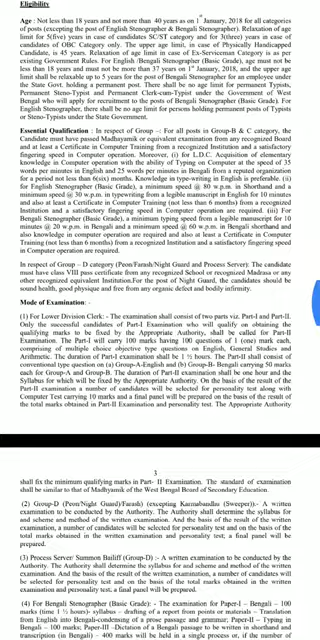 Eligibility
Age : Not less than 18 years and not more than 40 years as on 1st January, 2018 for all categories
of posts (excepting the post of English Stenographer & Bengali Stenographer). Relaxation of age
limit for 5(five) years in case of candidates SC/ST category and for 3(three) years in case of
candidates of OBC Category only. The upper age limit, in case of Physically Handicapped
Candidate, is 45 years. Relaxation of age limit in case of Ex-Serviceman Category is as per
existing Government Rules. For English /Bengali Stenographer (Basic Grade), age must not be
less than 18 years and must not be more than 37 years on 1st January, 2018, and the upper age
limit shall be relaxable up to 5 years for the post of Bengali Stenographer for an employee under
the State Govt. holding a permanent post. There shall be no age limit for permanent Typists,
Permanent Steno-Typist and Permanent Clerk-cum-Typist under the Government of West
Bengal who will apply for recruitment to the posts of Bengali Stenographer (Basic Grade). For
English Stenographer, there shall be no age limit for persons holding permanent posts of Typists
or Steno-Typists under the State Government.
Essential Qualification : In respect of Group – : For all posts in Group-B & C category, the
Candidate must have passed Madhyamik or equivalent examination from any recognized Board
and at least a Certificate in Computer Training from a recognized Institution and a satisfactory
fingering speed in Computer operation. Moreover, (i) for L.D.C. Acquisition of elementary
knowledge in Computer operation with the ability of Typing on Computer at the speed of 35
words per minutes in English and 25 words per minutes in Bengali from a reputed organization
for a period not less than 6(six) months. Knowledge in type-writing in English is preferable. (ii)
for English Stenographer (Basic Grade), a minimum speed @ 80 w.p.m. in Shorthand and a
minimum speed @ 30 w.p.m. in typewriting from a legible manuscript in English for 10 minutes
and also at least a Certificate in Computer Training (not less than 6 months) from a recognized
Institution and a satisfactory fingering speed in Computer operation are required. (iii) For
Bengali Stenographer (Basic Grade), a minimum typing speed from a legible manuscript for 10
minutes @ 20 w.p.m. in Bengali and a minimum speed @ 60 w.p.m. in Bengali shorthand and
also knowledge in computer operation are required and also at least a Certificate in Computer
Training (not less than 6 months) from a recognized Institution and a satisfactory fingering speed
in Computer operation are required.
In respect of Group – D category (Peon/Farash/Night Guard and Process Server): The candidate
must have class VIII pass certificate from any recognized School or recognized Madrasa or any
other recognized equivalent Institution.For the post of Night Guard, the candidates should be
sound health, good physique and free from any organic defect and bodily infirmity.
Mode of Examination: -
(1) For Lower Division Clerk: - The examination shall consist of two parts viz. Part-I and Part-II.
Only the successful candidates of Part-I Examination who will qualify on obtaining the
qualifying marks to be fixed by the Appropriate Authority, shall be called for Part-II
Examination. The Part-I will carry 100 marks having 100 questions of 1 (one) mark each,
comprising of multiple choice objective type questions on English, General Studies and
Arithmetic. The duration of Part-I examination shall be 1 ½ hours. The Part-II shall consist of
conventional type question on (a) Group-A-English and (b) Group-B- Bengali carrying 50 marks
each for Group-A and Group-B. The duration of Part-II examination shall be one hour and the
Syllabus for which will be fixed by the Appropriate Authority. On the basis of the result of the
Part-II examination a number of candidates will be selected for personality test along with
Computer Test carrying 10 marks and a final panel will be prepared on the basis of the result of
the total marks obtained in Part-II Examination and personality test. The Appropriate Authority
3
shall fix the minimum qualifying marks in Part- II Examination. The standard of examination
shall be similar to that of Madhyamik of the West Bengal Board of Secondary Education.
(2) Group-D (Peon/Night Guard)/Farash) (excepting Karmabandhu (Sweeper)):- A written
examination to be conducted by the Authority. The Authority shall determine the syllabus for
and scheme and method of the written examination. And on the basis of the result of the written
examination, a number of candidates will be selected for personality test and on the basis of the
total marks obtained in the written examination and personality test; a final panel will be
prepared.
(3) Process Server/ Summon Bailiff (Group-D) :- A written examination to be conducted by the
Authority. The Authority shall determine the syllabus for and scheme and method of the written
examination. And on the basis of the result of the written examination, a number of candidates will
be selected for personality test and on the basis of the total marks obtained in the written
examination and personality test, a final panel will be prepared.
(4) For Bengali Stenographer (Basic Grade): - The examination for Paper-I – Bengali – 100
marks (time 1 ½ hours)- syllabus – drafting of a report from points or materials – Translation
from English into Bengali-condensing of a prose passage and grammar; Paper-II – Typing in
Bengali – 100 marks; Paper-III -Dictation of a Bengali passage to be written in shorthand and
transcription (in Bengali) – 400 marks will be held in a single process or, if the number of